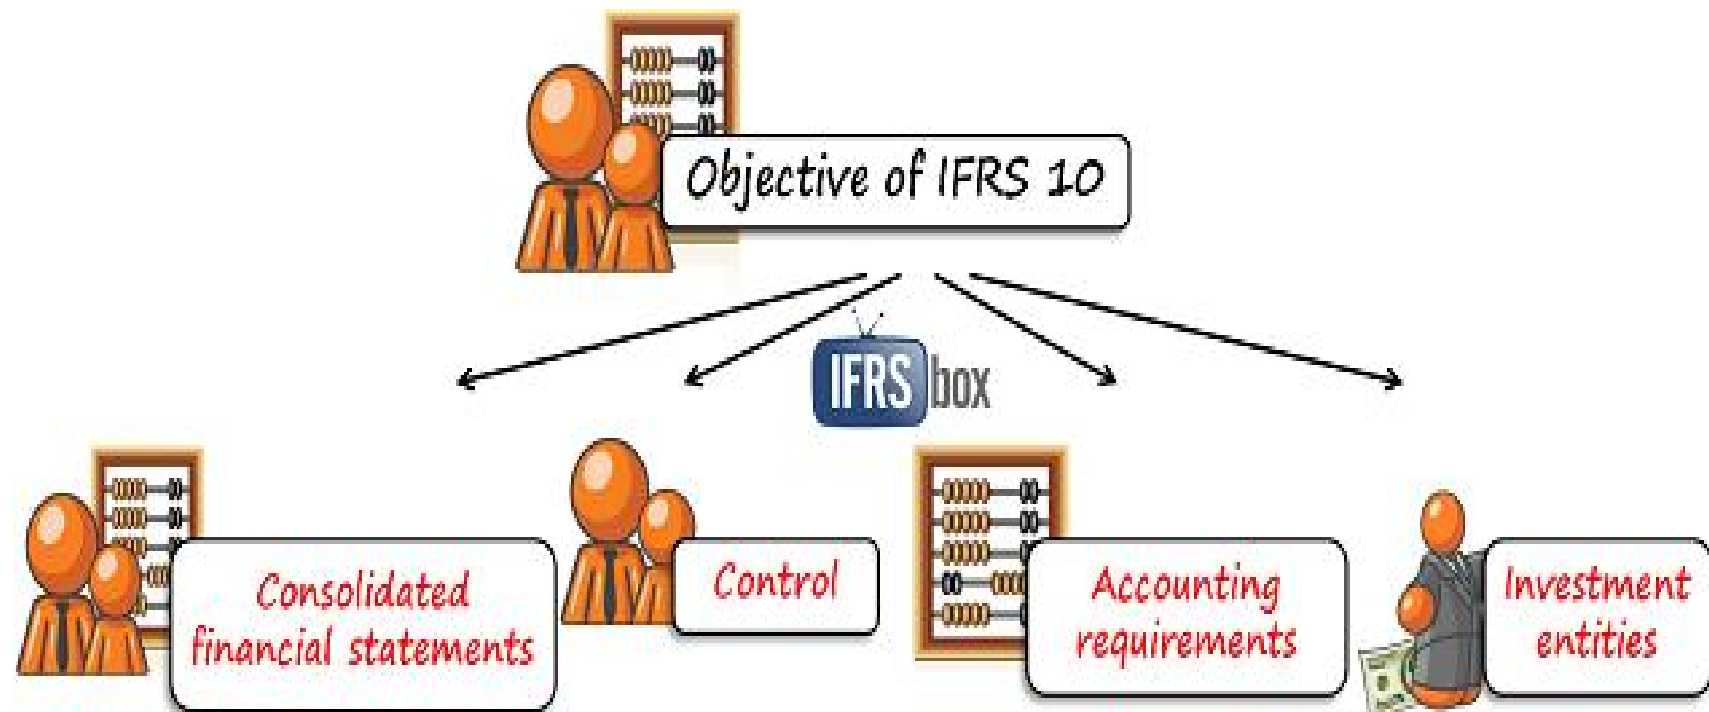 Objective of IFRS 10
IFRS box
Consolidated
financial statements
Control
Accounting
requirements
Investment
entities